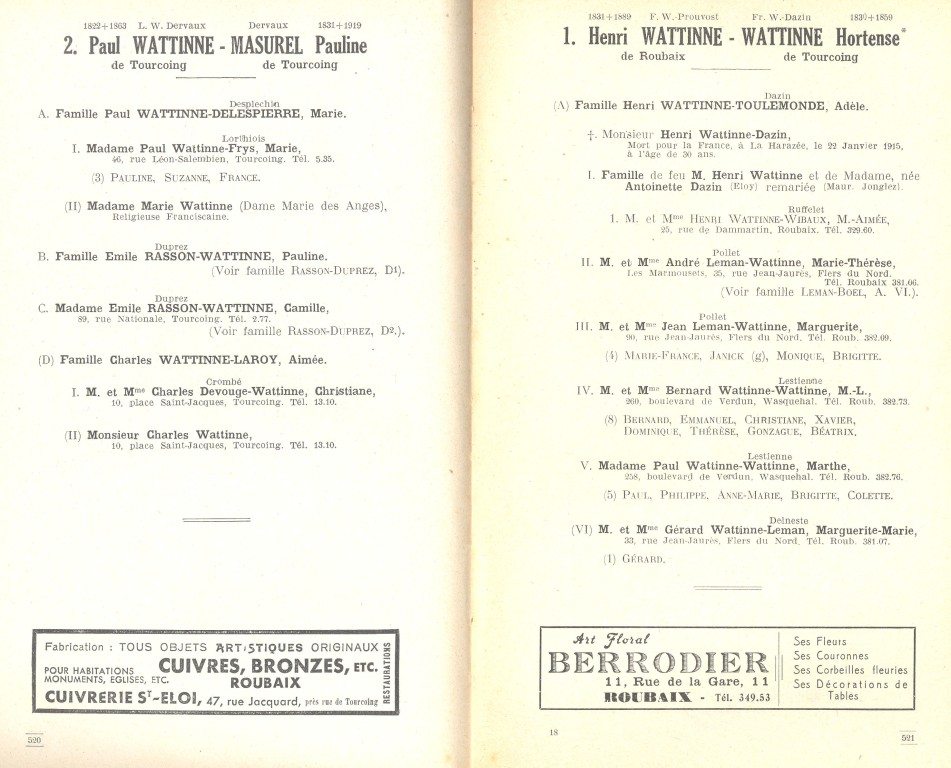 1822+1863 L. W. Dervaux Dervaux 1831+1919
2. Paul WATTINNE - MASUREL Pauline
de Tourcoing de Tourcoing
Desplechin
A. Famille Paul WATTINNE-DELESPIERRE, Marie.
Lorthiois
I. Madame Paul Wattinne-Frys, Marie,
46, rue Léon-Salembien, Tourcoing. Tél. 5.35.
(3) PAULINE, SUZANNE, FRANCE.
(II) Madame Marie Wattinne (Dame Marie des Anges),
Religieuse Franciscaine.
Duprez
B. Famille Emile RASSON-WATTINNE, Pauline.
(Voir famille RASSON-DUPREZ, D¹).
Duprez
C. Madame Emile RASSON-WATTINNE, Camille,
89, rue Nationale, Tourcoing. Tél. 2.77.
(Voir famille RASSON-DUPREZ, D².).
(D) Famille Charles WATTINNE-LAROY, Aimée.
Crombé
I. M. et Mme Charles Devouge-Wattinne, Christiane,
10, place Saint-Jacques, Tourcoing. Tél. 13.10.
(II) Monsieur Charles Wattinne,
10, place Saint-Jacques, Tourcoing. Tél. 13.10.
Fabrication : TOUS OBJETS ARTISTIQUES ORIGINAUX
POUR HABITATIONS
MONUMENTS, EGLISES, ETC.
CUIVRES, BRONZES, ETC.
ROUBAIX
CUIVRERIE ST-ELOI, 47, rue Jacquard, près rue de Tourcoing
RESTAURATIONS
520
1831+1889 F. W.-Prouvost Fr. W.-Dazin 1830+1859
1. Henri WATTINNE - WATTINNE Hortense*
de Roubaix de Tourcoing
Dazin
(A) Famille Henri WATTINNE-TOULEMONDE, Adèle.
‡. Monsieur Henri Wattinne-Dazin,
Mort pour la France, à La Harazée, le 22 Janvier 1915,
à l'âge de 30 ans.
I. Famille de feu M. Henri Wattinne et de Madame, née
Antoinette Dazin (Eloy) remariée (Maur. Jonglez).
Ruffelet
1. M. et Mme HENRI WATTINNE-WIBAUX, M.-AIMÉE,
25, rue de Dammartin, Roubaix. Tél. 329.60.
Pollet
II. M. et Mme André Leman-Wattinne, Marie-Thérèse,
Les Marmousets, 35, rue Jean-Jaurès, Flers du Nord.
Tél. Roubaix 381.66.
(Voir famille LEMAN-BOEL, A. VI.).
Pollet
III. M. et Mme Jean Leman-Wattinne, Marguerite,
90, rue Jean-Jaurès, Flers du Nord, Tél. Roub. 382.09.
(4) MARIE-FRANCE, JANICK (g), MONIQUE, BRIGITTE.
Lestienne
IV. M. et Mme Bernard Wattinne-Wattinne, M.-L.,
260, boulevard de Verdun, Wasquehal. Tél. Roub. 382.73.
(8) BERNARD, EMMANUEL, CHRISTIANE, XAVIER,
DOMINIQUE, THÉRÈSE, GONZAGUE, BÉATRIX.
Lestienne
V. Madame Paul Wattinne-Wattinne, Marthe,
258, boulevard de Verdun, Wasquehal. Tél. Roub. 382.76.
(5) PAUL, PHILIPPE, ANNE-MARIE, BRIGITTE, COLETTE.
Delneste
(VI) M. et Mme Gérard Wattinne-Leman, Marguerite-Marie,
33, rue Jean-Jaurès, Flers du Nord, Tél. Roub. 381.07.
(1) GÉRARD.
Art Floral
BERRODIER
11, Rue de la Gare, 11
ROUBAIX - Tél. 349.53
Ses Fleurs
Ses Couronnes
Ses Corbeilles fleuries
Ses Décorations de
Tables
18
521